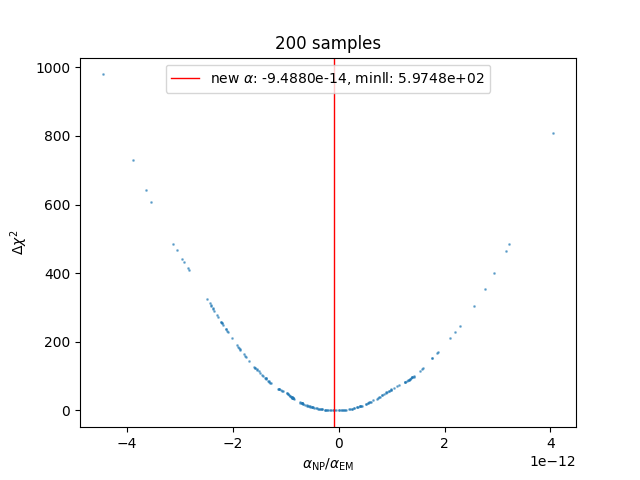 200 samples
new α: -9.4880e-14, minll: 5.9748e+02
1000
800
600
400
200
0
Δχ²
−4 −2 0 2 4
1e−12
α_NP/α_EM